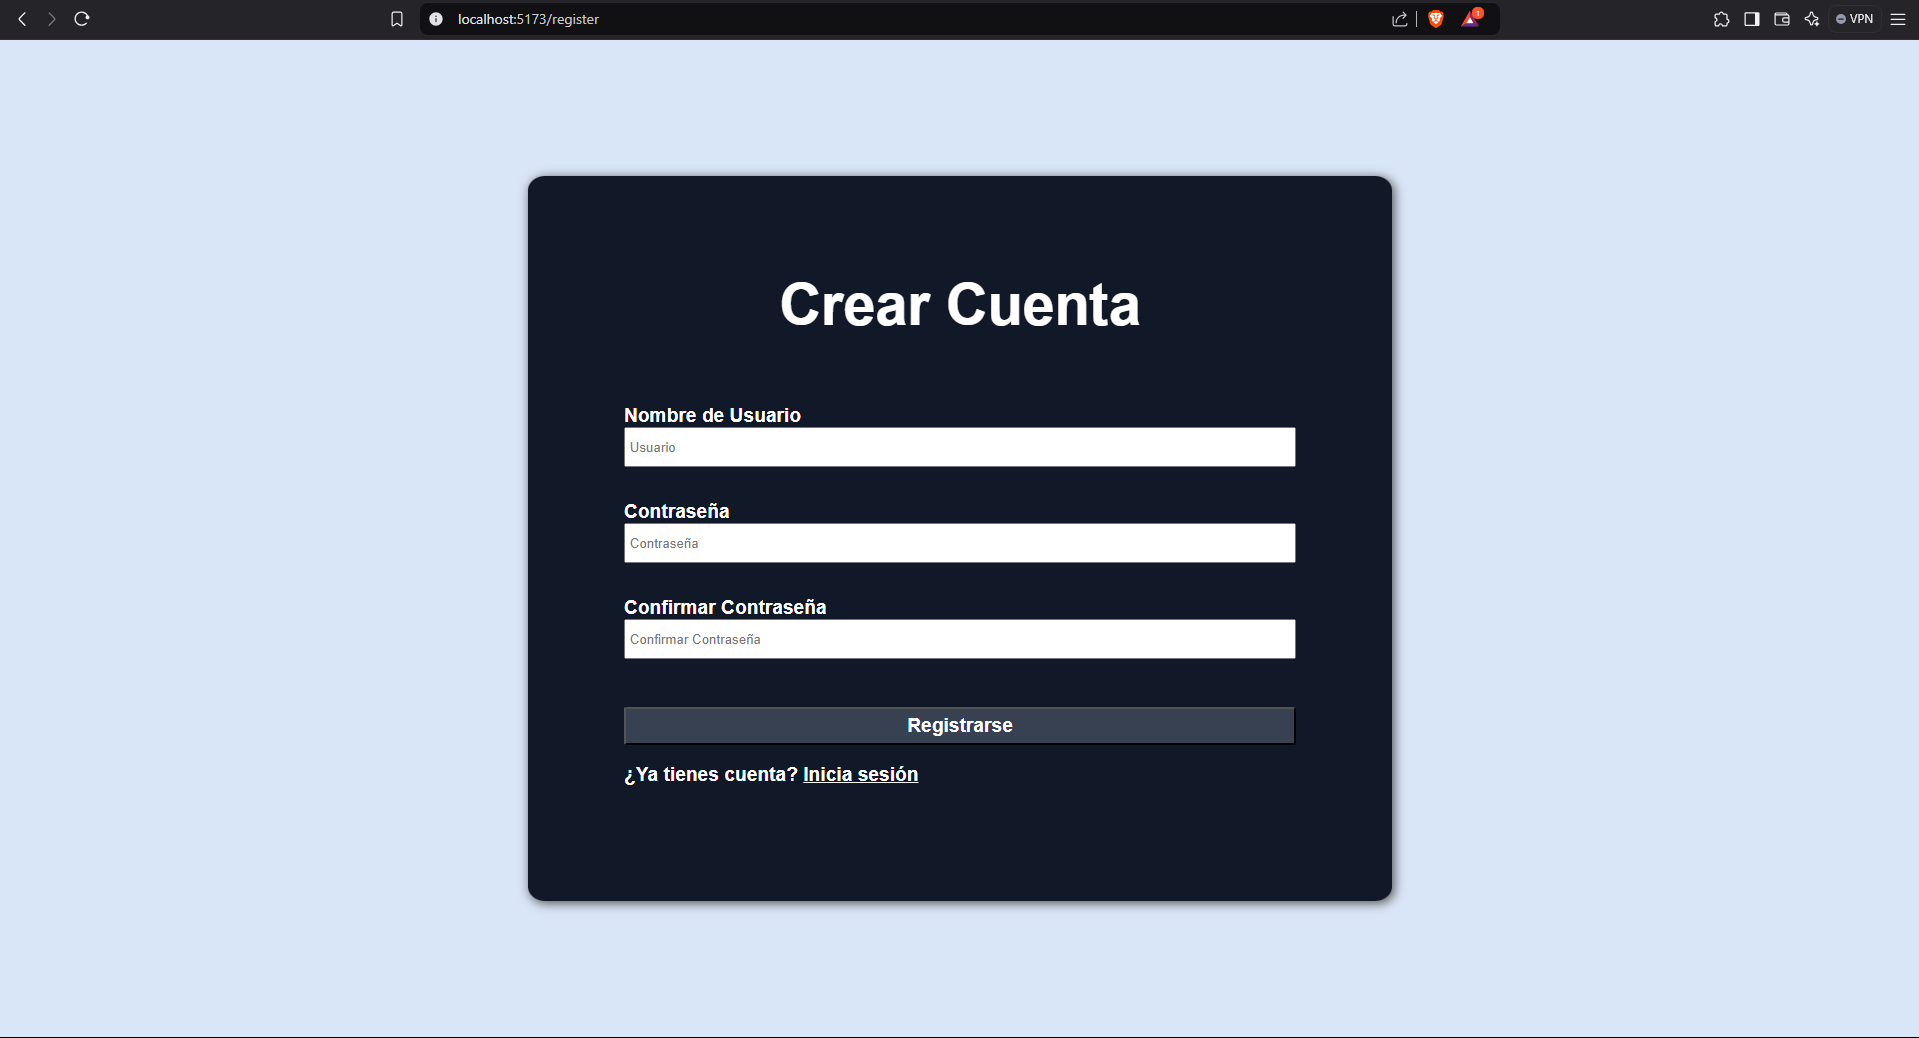 localhost:5173/register
1
VPN
Crear Cuenta
Nombre de Usuario
Usuario
Contraseña
Contraseña
Confirmar Contraseña
Confirmar Contraseña
Registrarse
¿Ya tienes cuenta? Inicia sesión